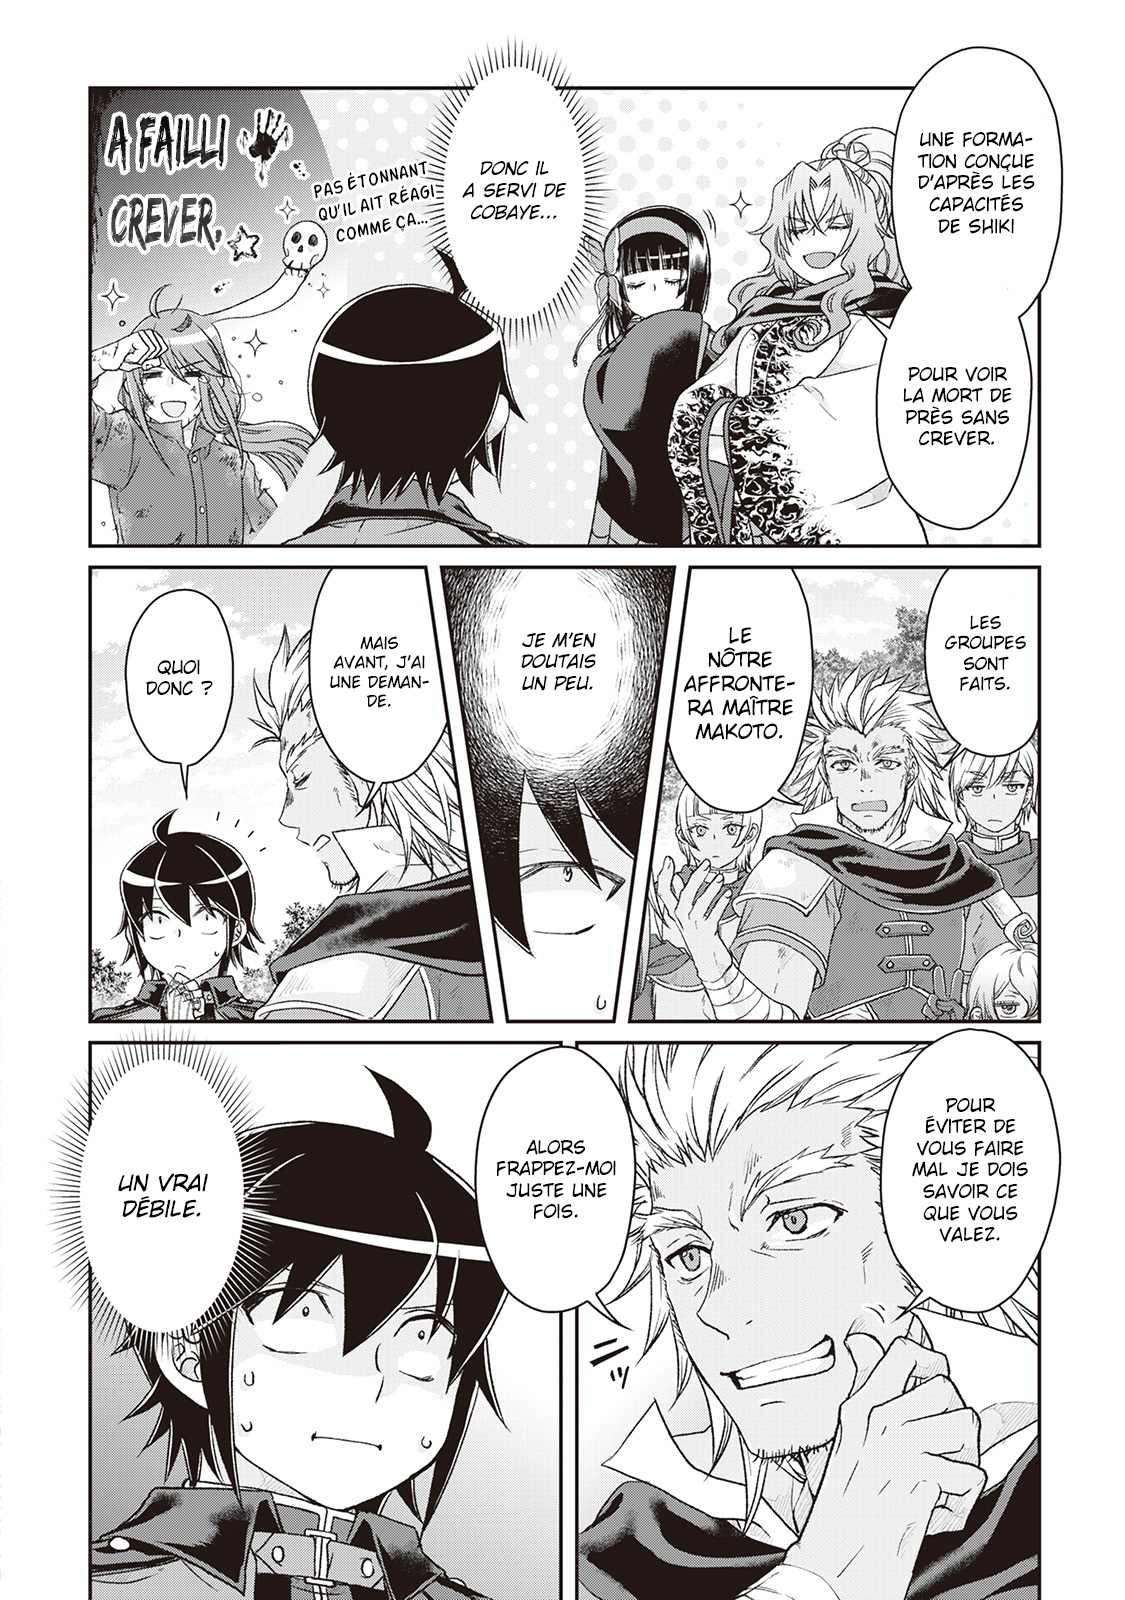 UNE FORMA-
TION CONÇUE
D'APRÈS LES
CAPACITÉS
DE SHIKI
POUR VOIR
LA MORT DE
PRÈS SANS
CREVER.
DONC IL
A SERVI DE
COBAYE...
PAS ÉTONNANT
QU'IL AIT RÉAGI
COMME ÇA...
A FAILLI
CREVER.
LES
GROUPES
SONT
FAITS.
LE
NÔTRE
AFFRONTE-
RA MAÎTRE
MAKOTO.
JE M'EN
DOUTAIS
UN PEU.
MAIS
AVANT, J'AI
UNE DEMAN-
DE.
QUOI
DONC ?
POUR
ÉVITER DE
VOUS FAIRE
MAL JE DOIS
SAVOIR CE
QUE VOUS
VALEZ.
ALORS
FRAPPEZ-MOI
JUSTE UNE
FOIS.
ニッ
UN VRAI
DÉBILE.